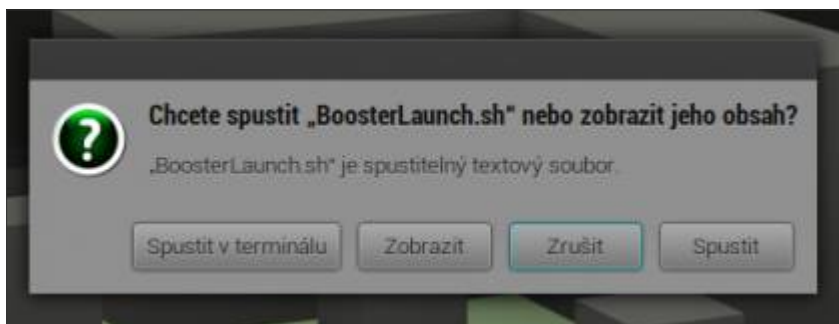 Chcete spustit „BoosterLaunch.sh“ nebo zobrazit jeho obsah?
„BoosterLaunch.sh“ je spustitelný textový soubor.
Spustit v terminálu Zobrazit Zrušit Spustit